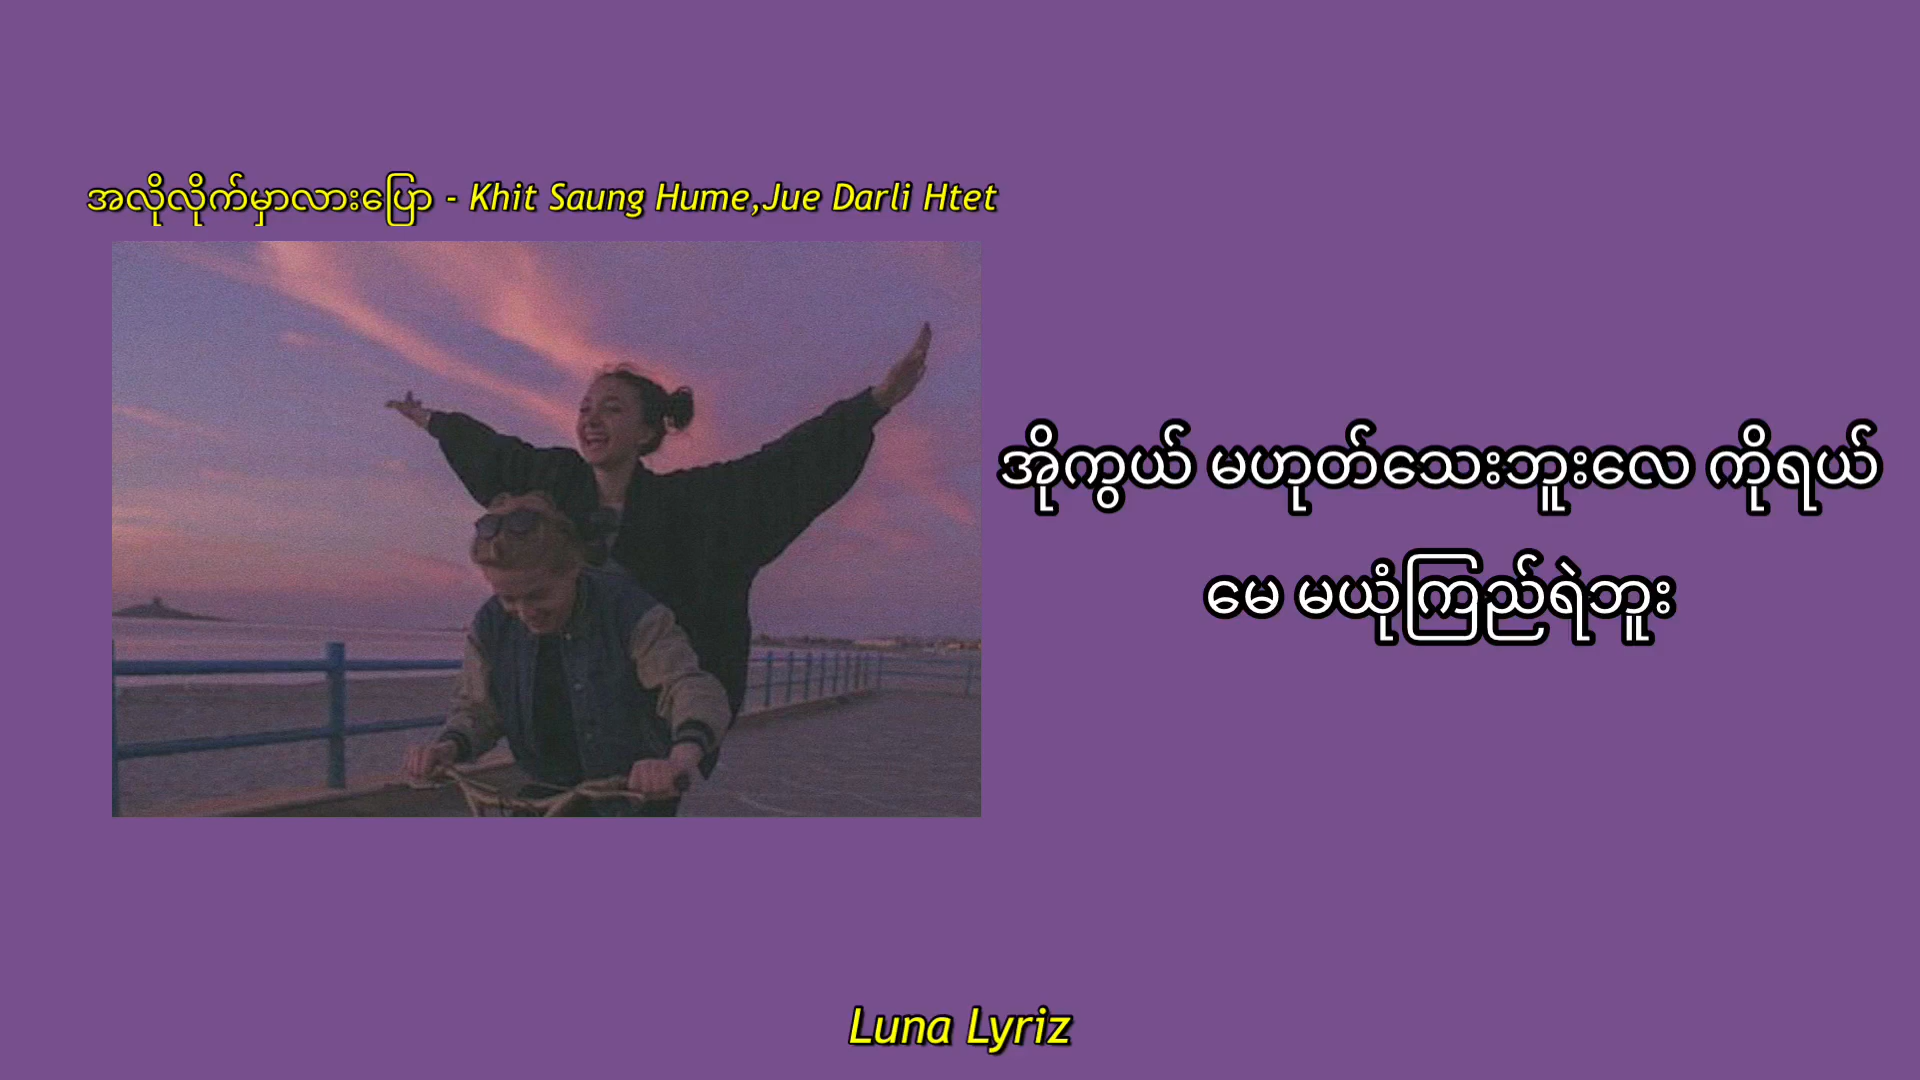 အလိုလိုက်မှာလားပြော - Khit Saung Hume,Jue Darli Htet
အိုကွယ် မဟုတ်သေးဘူးလေ ကိုရယ်
မေ မယုံကြည်ရဲဘူး
Luna Lyriz